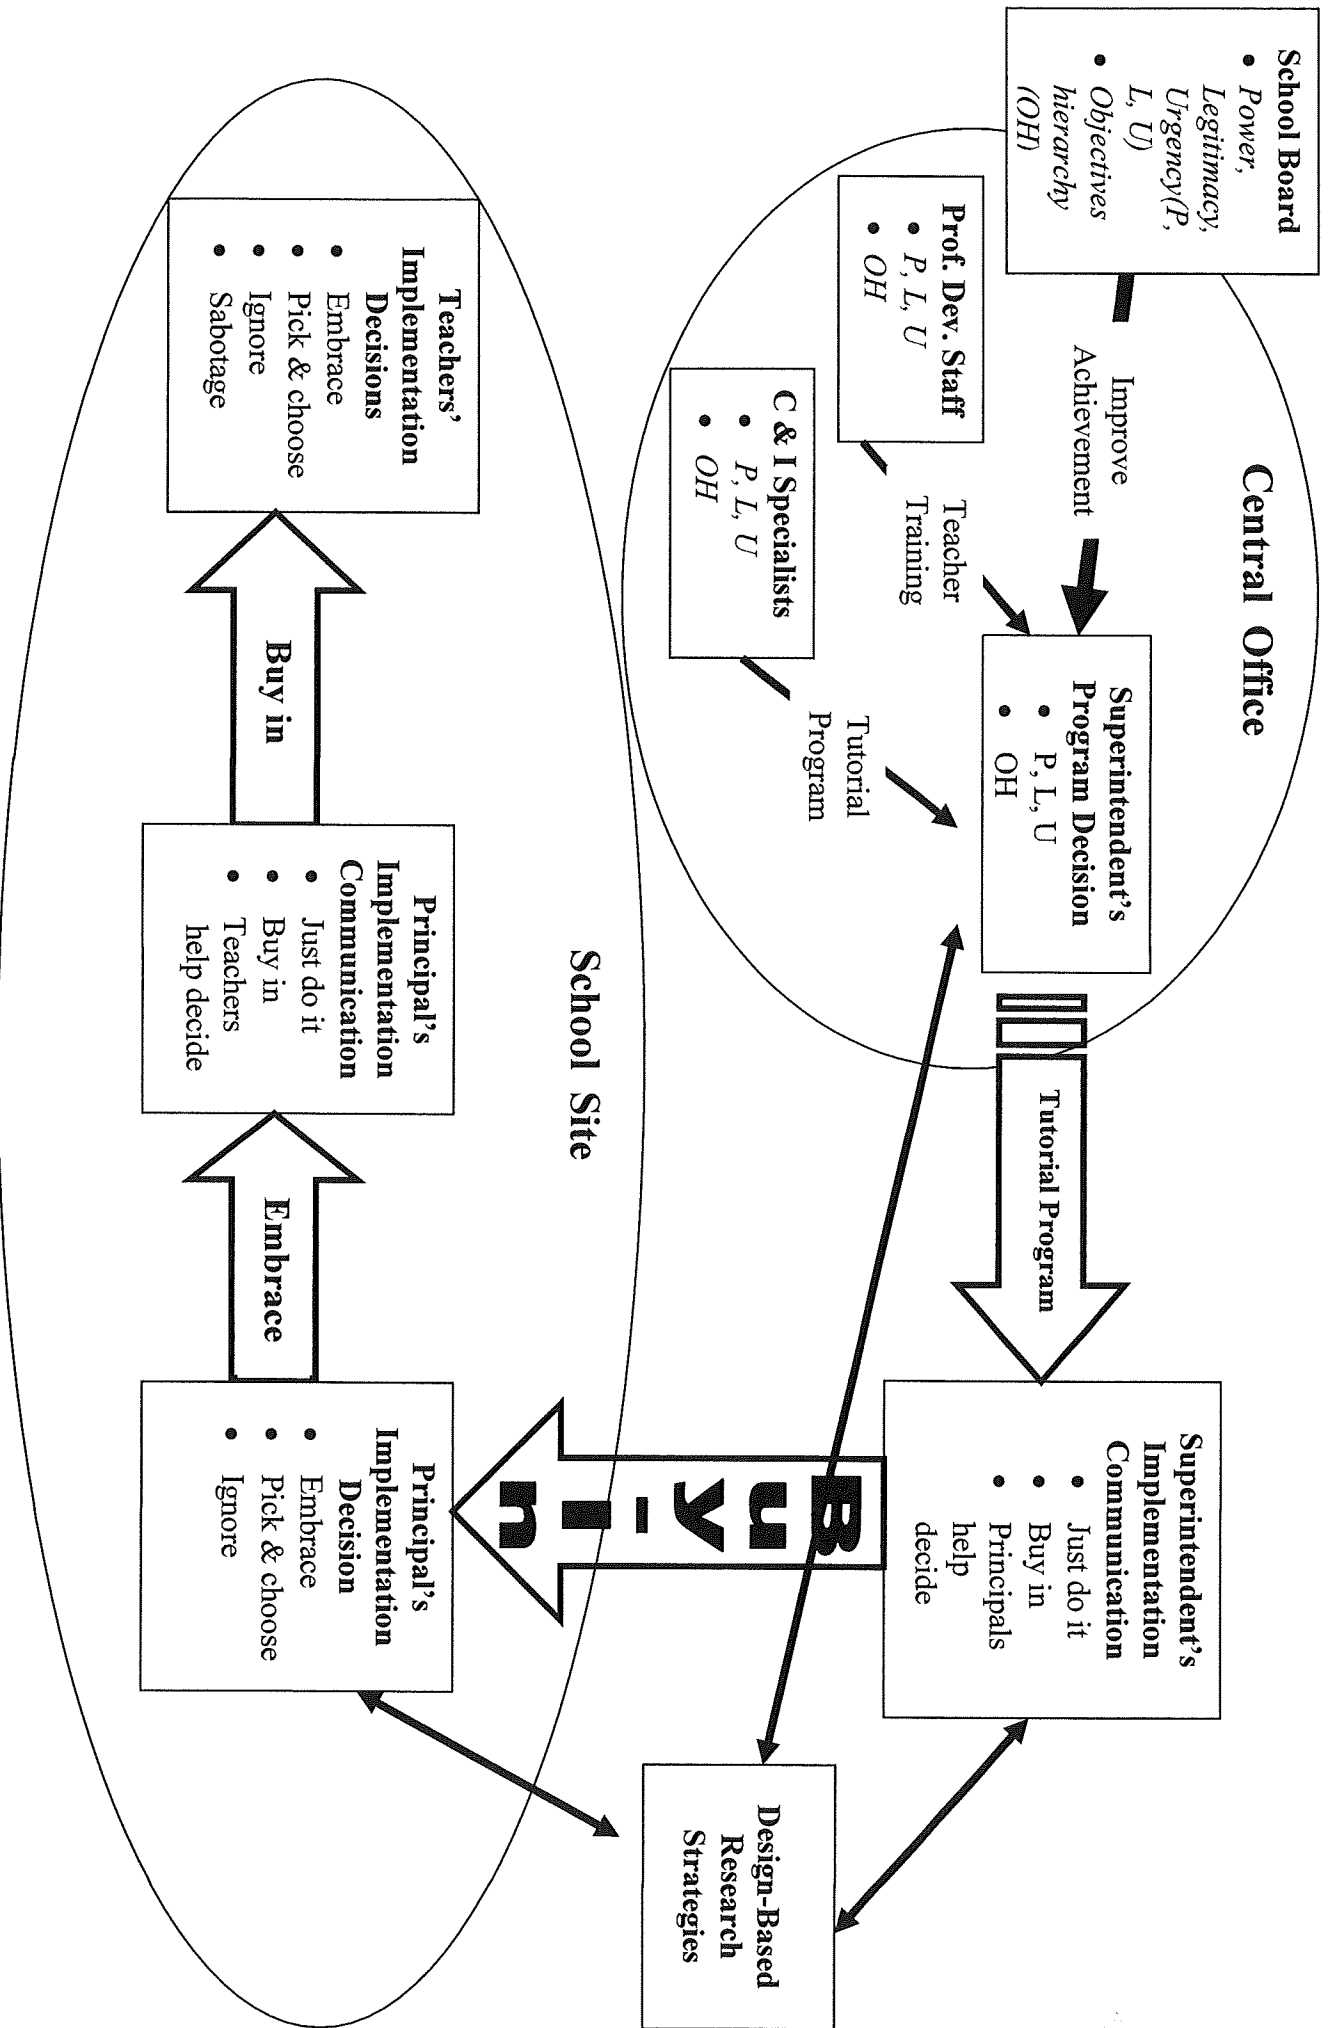 School Board
• Power,
Legitimacy,
Urgency(P,
L, U)
• Objectives
hierarchy
(OH)
Central Office
Improve
Achievement
Prof. Dev. Staff
• P, L, U
• OH
Teacher
Training
C & I Specialists
• P, L, U
• OH
Tutorial
Program
Superintendent's
Program Decision
• P, L, U
• OH
Tutorial Program
Superintendent's
Implementation
Communication
• Just do it
• Buy in
• Principals
help
decide
Buy-In
Design-Based
Research
Strategies
School Site
Principal's
Implementation
Decision
• Embrace
• Pick & choose
• Ignore
Embrace
Principal's
Implementation
Communication
• Just do it
• Buy in
• Teachers
help decide
Buy in
Teachers'
Implementation
Decisions
• Embrace
• Pick & choose
• Ignore
• Sabotage